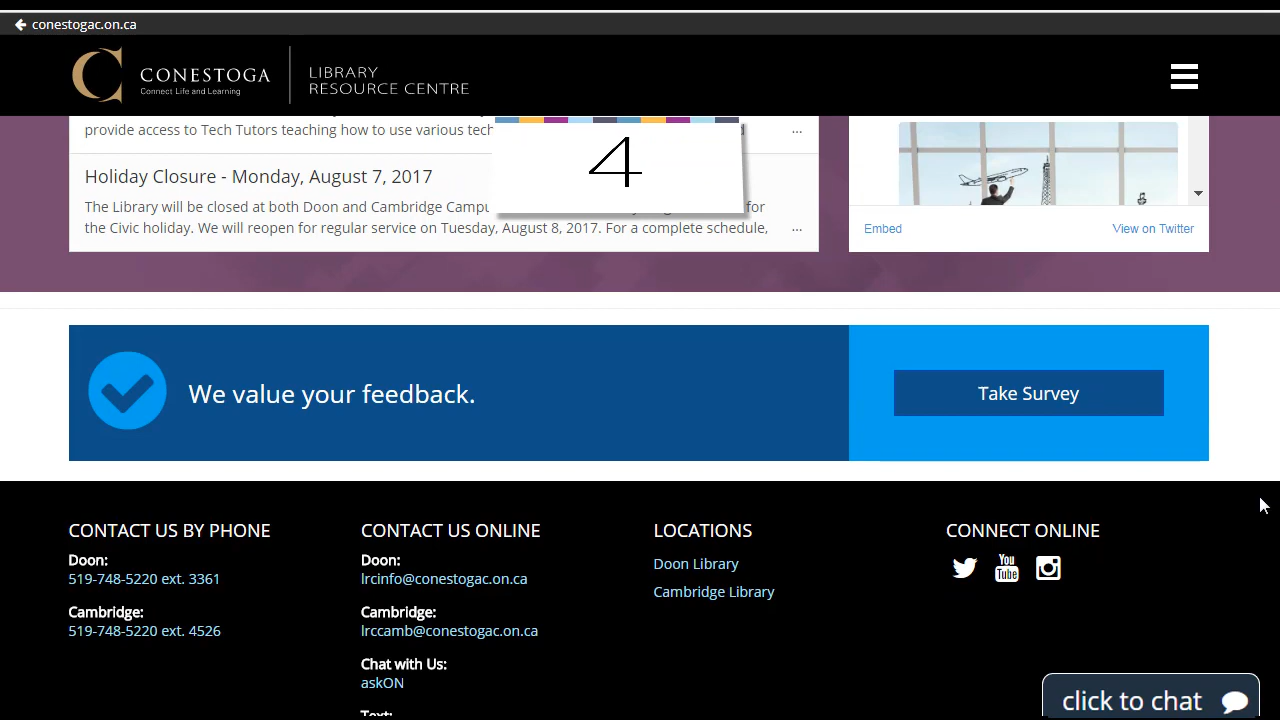 conestogac.on.ca
CONESTOGA
Connect Life and Learning
LIBRARY
RESOURCE CENTRE
provide access to Tech Tutors teaching how to use various tech
...
4
Holiday Closure - Monday, August 7, 2017
The Library will be closed at both Doon and Cambridge for
the Civic holiday. We will reopen for regular service on Tuesday, August 8, 2017. For a complete schedule, ...
Embed
View on Twitter
We value your feedback.
Take Survey
CONTACT US BY PHONE
Doon:
519-748-5220 ext. 3361
Cambridge:
519-748-5220 ext. 4526
CONTACT US ONLINE
Doon:
lrcinfo@conestogac.on.ca
Cambridge:
lrccamb@conestogac.on.ca
Chat with Us:
askON
Text:
LOCATIONS
Doon Library
Cambridge Library
CONNECT ONLINE
You
Tube
click to chat